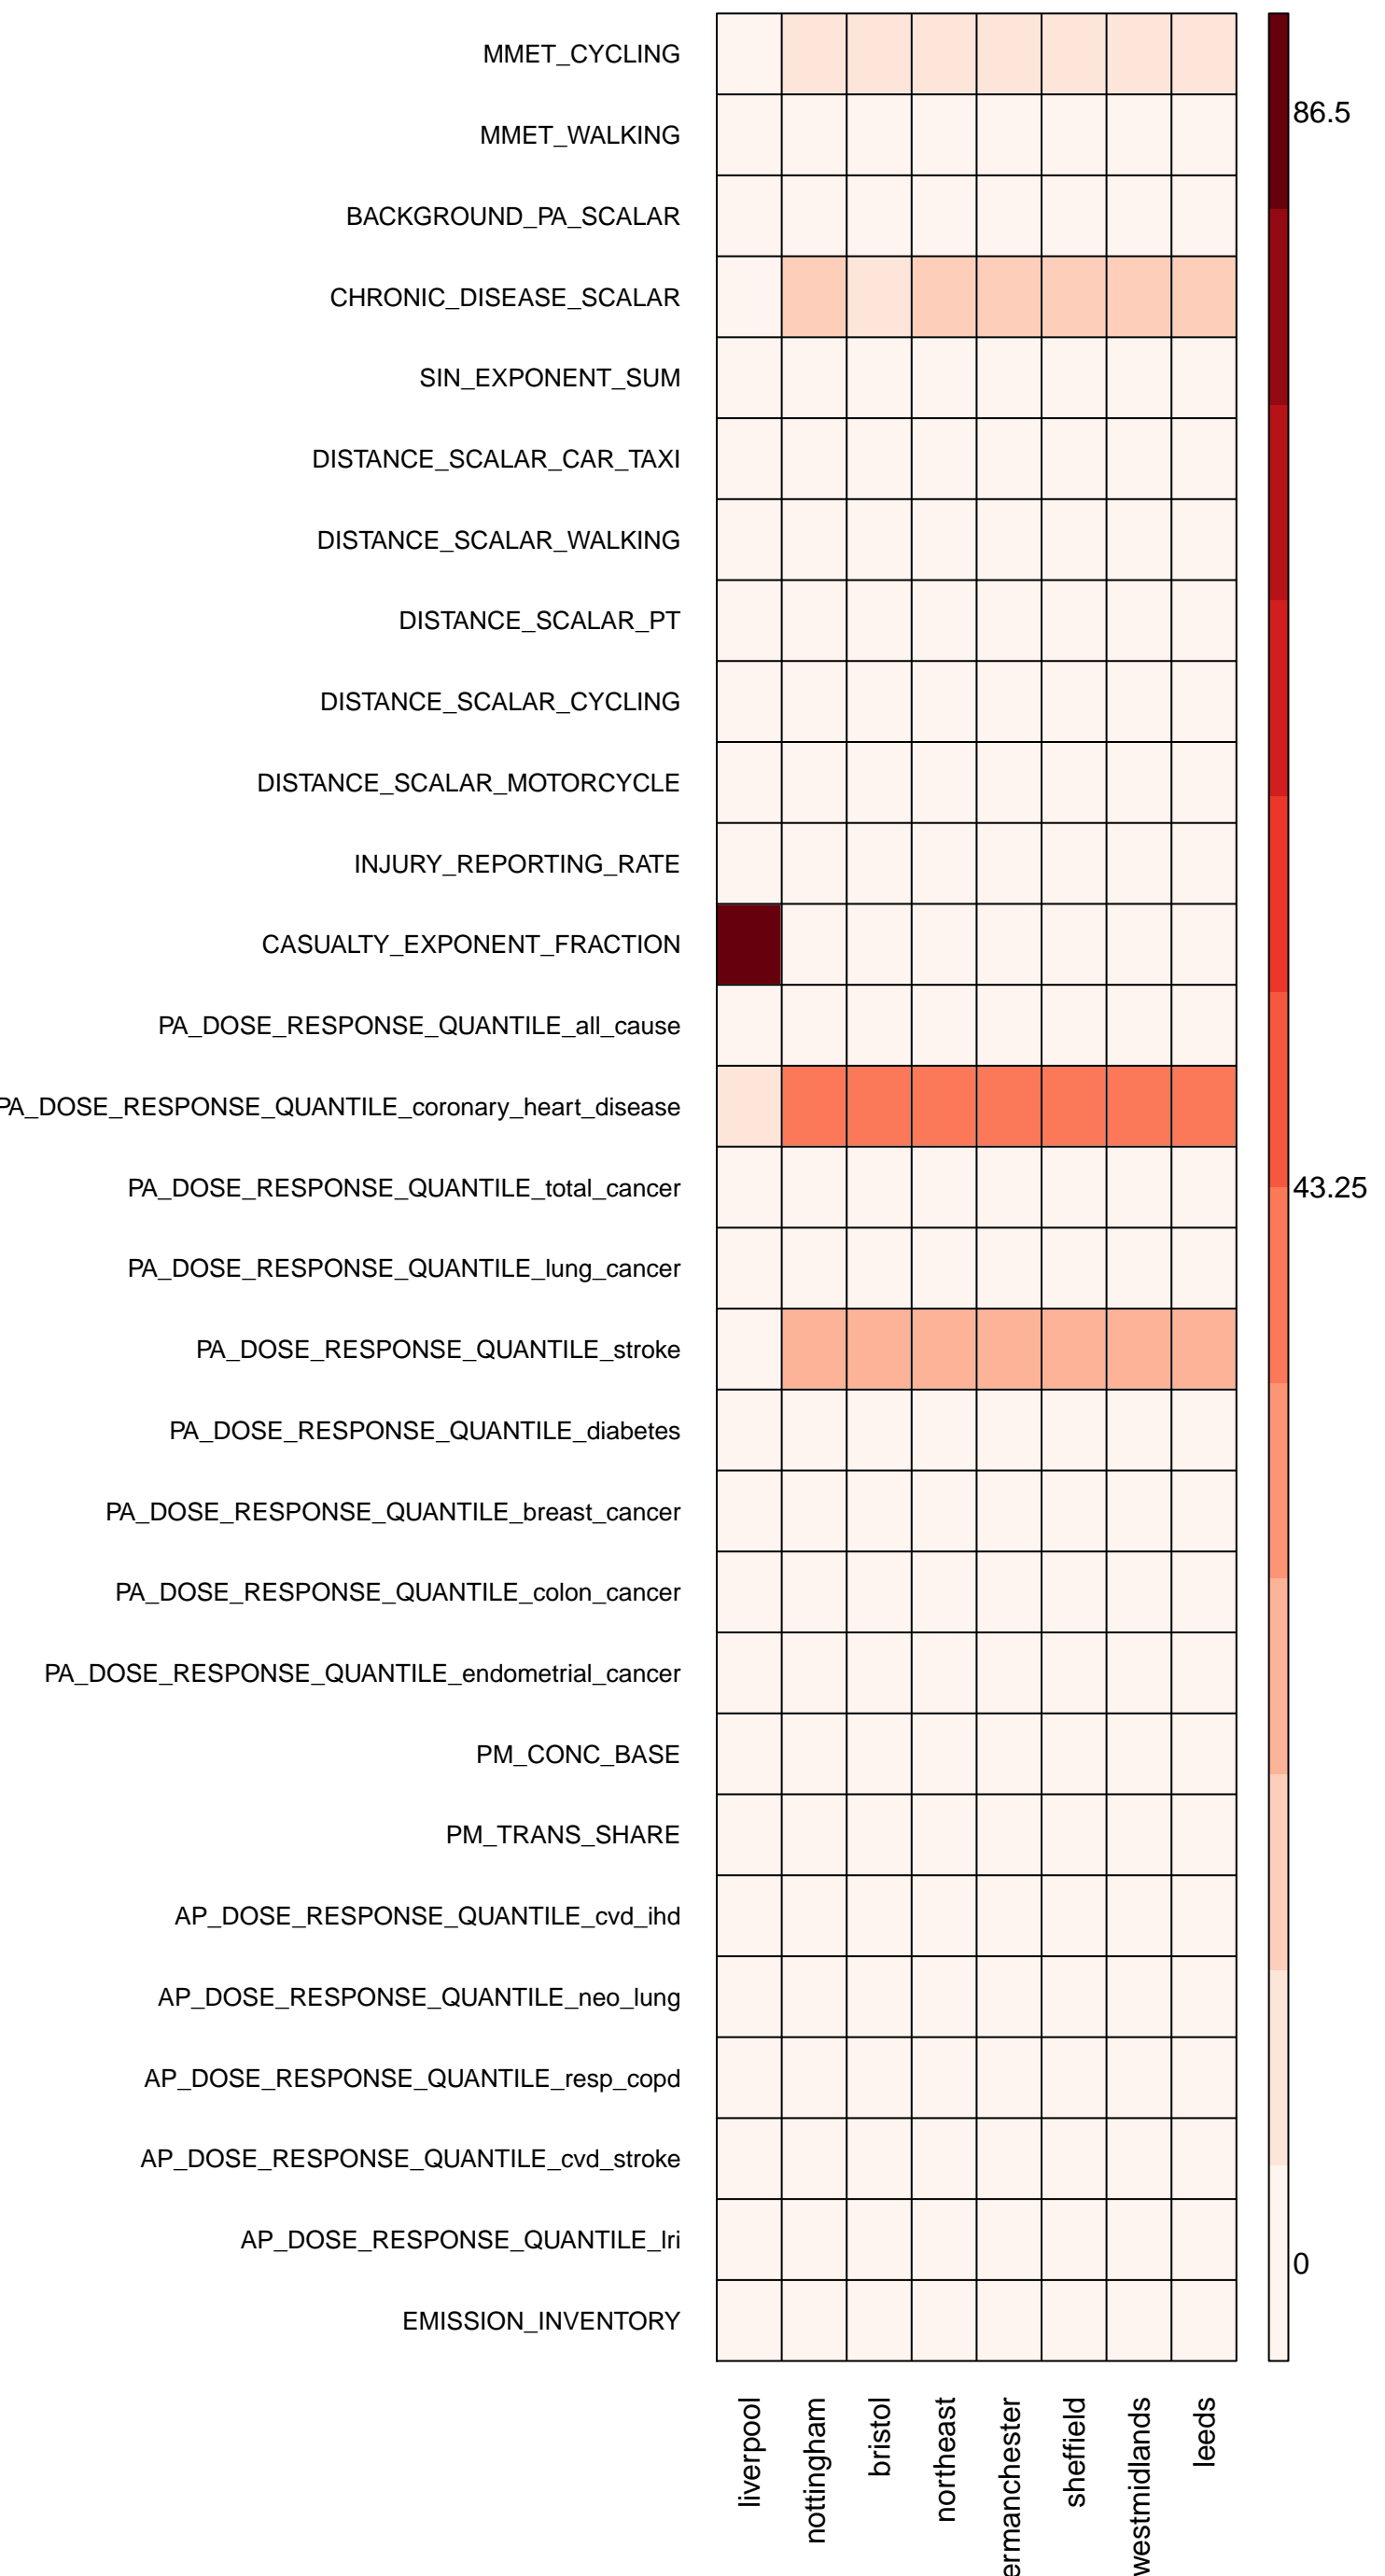 MMET_CYCLING
86.5
MMET_WALKING
BACKGROUND_PA_SCALAR
CHRONIC_DISEASE_SCALAR
SIN_EXPONENT_SUM
DISTANCE_SCALAR_CAR_TAXI
DISTANCE_SCALAR_WALKING
DISTANCE_SCALAR_PT
DISTANCE_SCALAR_CYCLING
DISTANCE_SCALAR_MOTORCYCLE
INJURY_REPORTING_RATE
CASUALTY_EXPONENT_FRACTION
PA_DOSE_RESPONSE_QUANTILE_all_cause
PA_DOSE_RESPONSE_QUANTILE_coronary_heart_disease
PA_DOSE_RESPONSE_QUANTILE_total_cancer
43.25
PA_DOSE_RESPONSE_QUANTILE_lung_cancer
PA_DOSE_RESPONSE_QUANTILE_stroke
PA_DOSE_RESPONSE_QUANTILE_diabetes
PA_DOSE_RESPONSE_QUANTILE_breast_cancer
PA_DOSE_RESPONSE_QUANTILE_colon_cancer
PA_DOSE_RESPONSE_QUANTILE_endometrial_cancer
PM_CONC_BASE
PM_TRANS_SHARE
AP_DOSE_RESPONSE_QUANTILE_cvd_ihd
AP_DOSE_RESPONSE_QUANTILE_neo_lung
AP_DOSE_RESPONSE_QUANTILE_resp_copd
AP_DOSE_RESPONSE_QUANTILE_cvd_stroke
AP_DOSE_RESPONSE_QUANTILE_lri
0
EMISSION_INVENTORY
liverpool
nottingham
bristol
northeast
ermanchester
sheffield
westmidlands
leeds